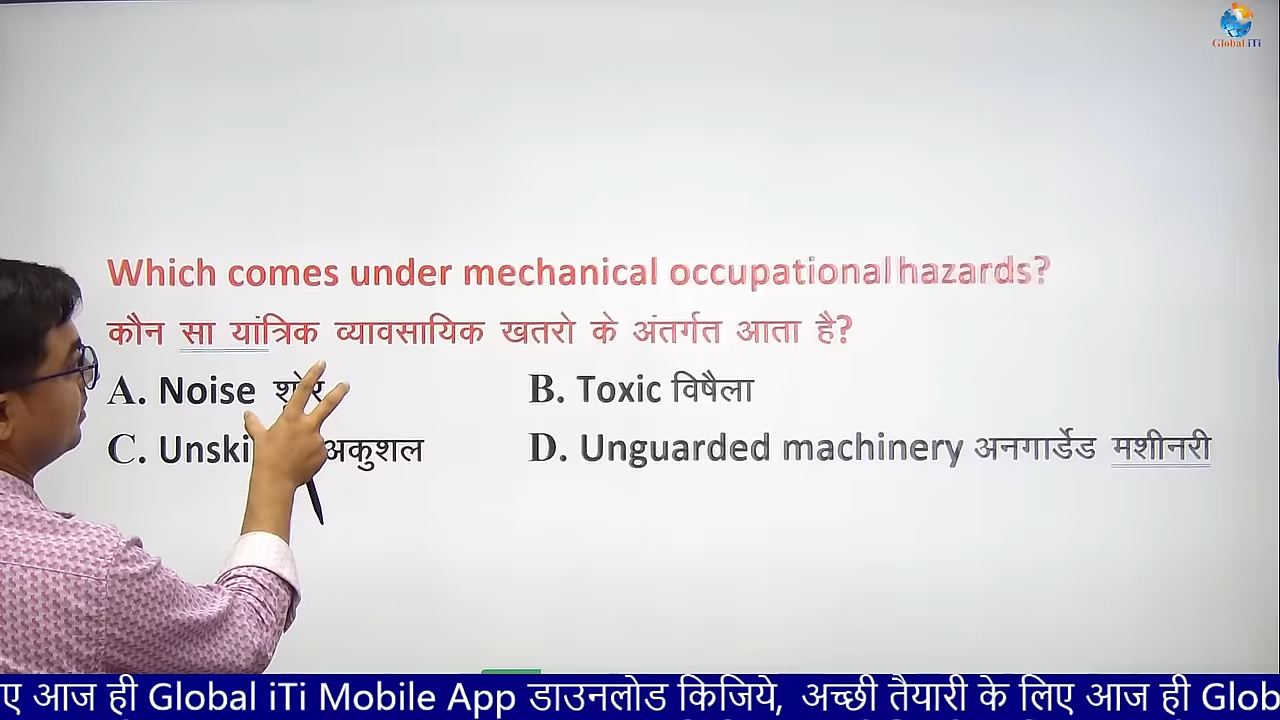 Global iTi
Which comes under mechanical occupational hazards?
कौन सा यांत्रिक व्यावसायिक खतरो के अंतर्गत आता है?
A. Noise शोर B. Toxic विषैला
C. अकुशल D. Unguarded machinery अनगार्डेड मशीनरी
ए आज ही Global iTi Mobile App डाउनलोड किजिये, अच्छी तैयारी के लिए आज ही Glob